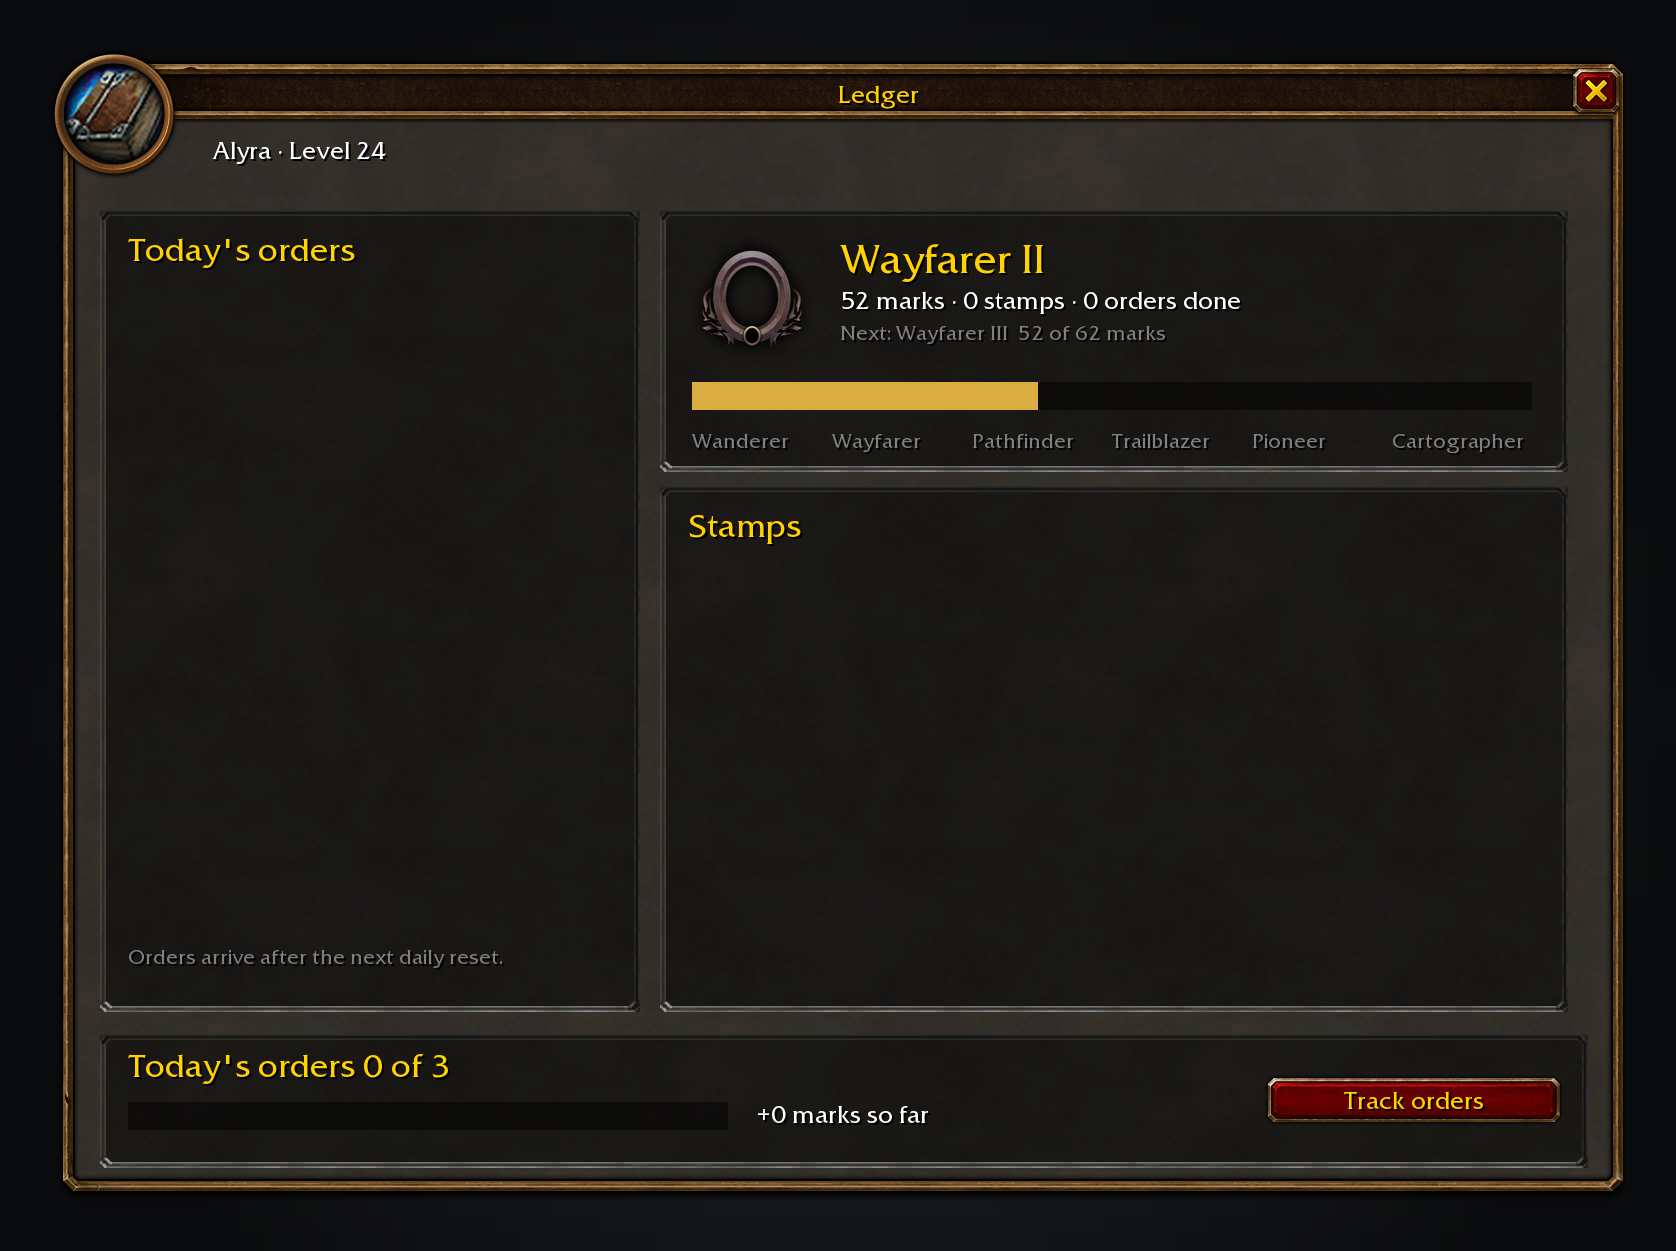 Ledger
Alyra · Level 24
Today's orders
Orders arrive after the next daily reset.
Wayfarer II
52 marks · 0 stamps · 0 orders done
Next: Wayfarer III  52 of 62 marks
Wanderer Wayfarer Pathfinder Trailblazer Pioneer Cartographer
Stamps
Today's orders 0 of 3
+0 marks so far
Track orders